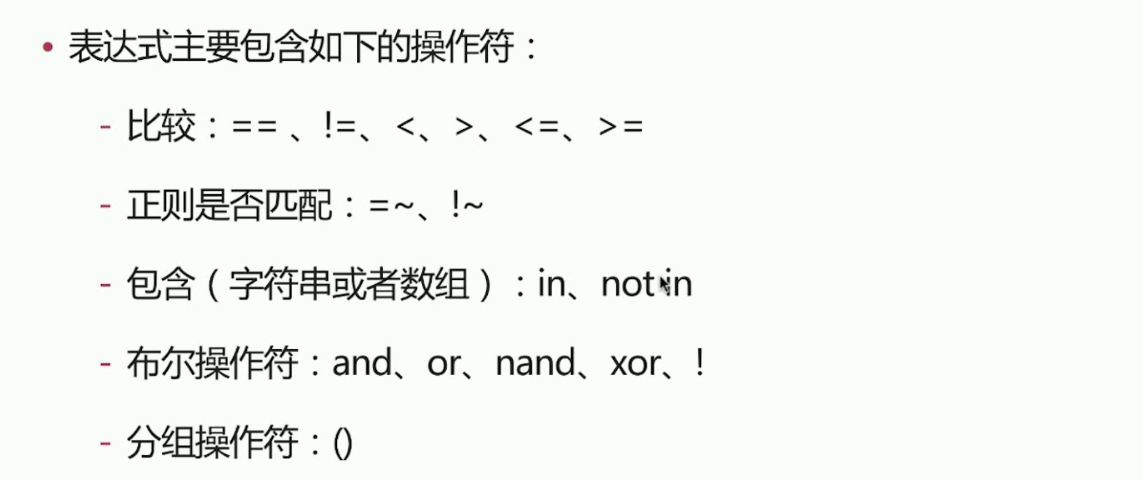 • 表达式主要包含如下的操作符：
- 比较：== 、!=、<、>、<=、>=
- 正则是否匹配：=~、!~
- 包含（字符串或者数组）：in、not in
- 布尔操作符：and、or、nand、xor、!
- 分组操作符：()